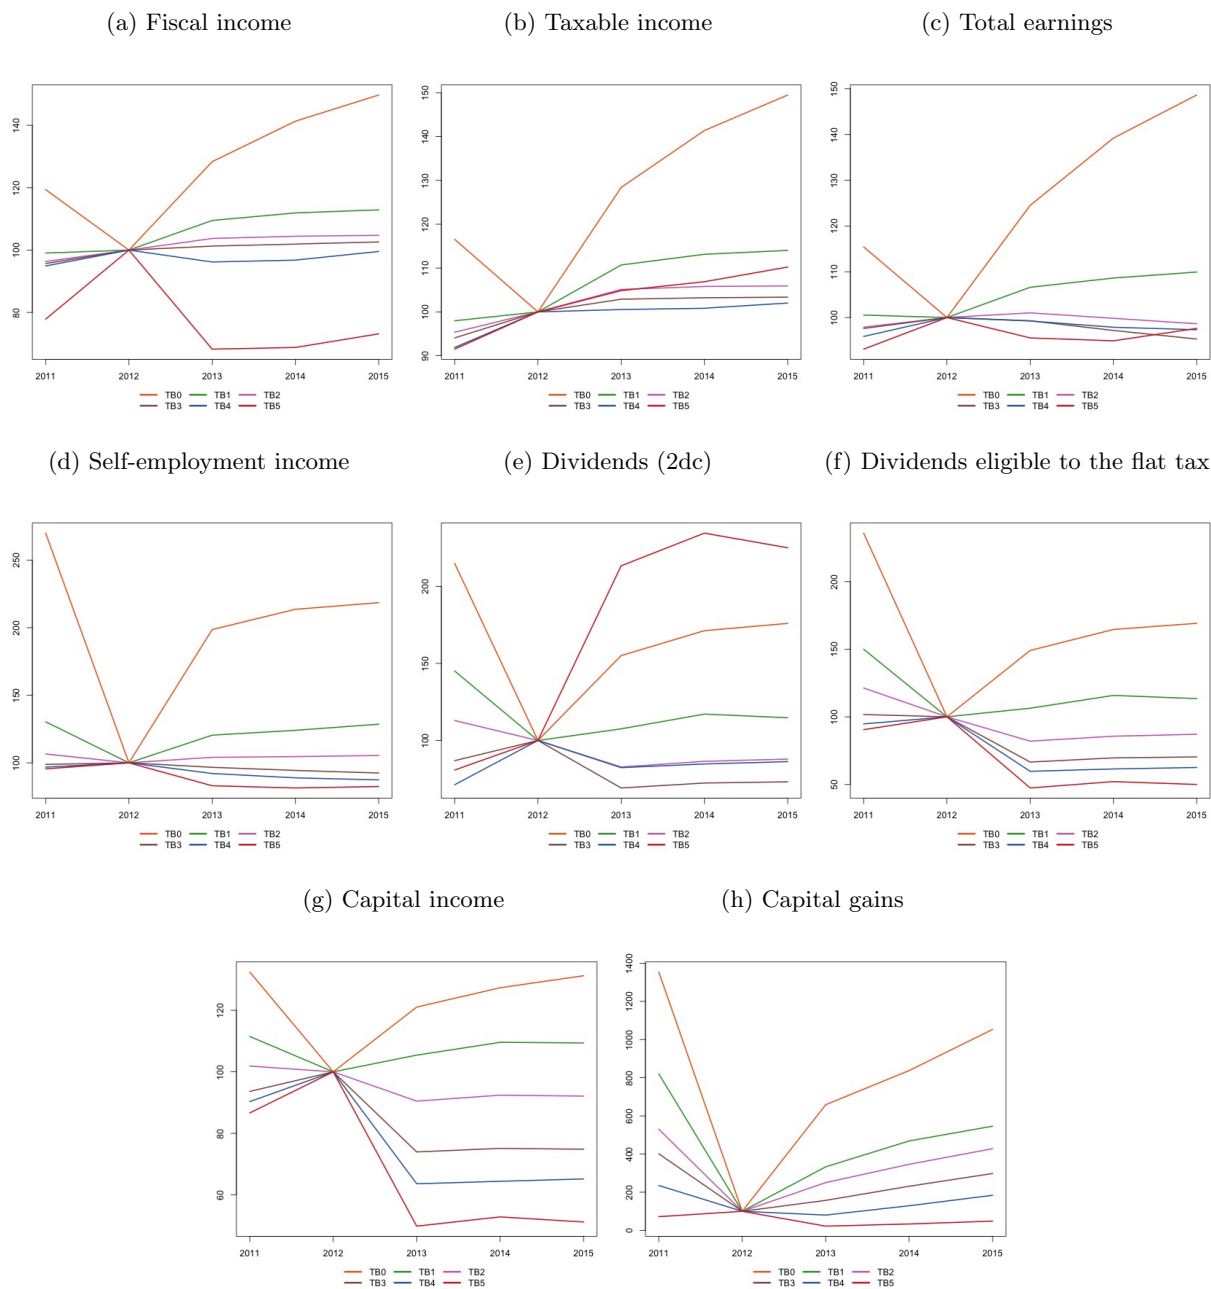 (a) Fiscal income
(b) Taxable income
(c) Total earnings
80 100 120 140
2011 2012 2013 2014 2015
TB0 TB1 TB2
TB3 TB4 TB5
90 100 110 120 130 140 150
2011 2012 2013 2014 2015
TB0 TB1 TB2
TB3 TB4 TB5
100 110 120 130 140 150
2011 2012 2013 2014 2015
TB0 TB1 TB2
TB3 TB4 TB5
(d) Self-employment income
(e) Dividends (2dc)
(f) Dividends eligible to the flat tax
100 150 200 250
2011 2012 2013 2014 2015
TB0 TB1 TB2
TB3 TB4 TB5
100 150 200
2011 2012 2013 2014 2015
TB0 TB1 TB2
TB3 TB4 TB5
50 100 150 200
2011 2012 2013 2014 2015
TB0 TB1 TB2
TB3 TB4 TB5
(g) Capital income
(h) Capital gains
60 80 100 120
2011 2012 2013 2014 2015
TB0 TB1 TB2
TB3 TB4 TB5
0 200 400 600 800 1000 1200 1400
2011 2012 2013 2014 2015
TB0 TB1 TB2
TB3 TB4 TB5